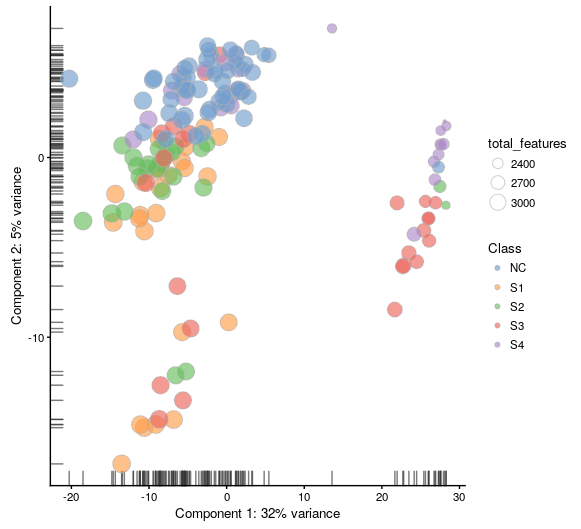 Component 2: 5% variance
0
-10
-20
-10
0
10
20
30
Component 1: 32% variance
total_features
2400
2700
3000
Class
NC
S1
S2
S3
S4